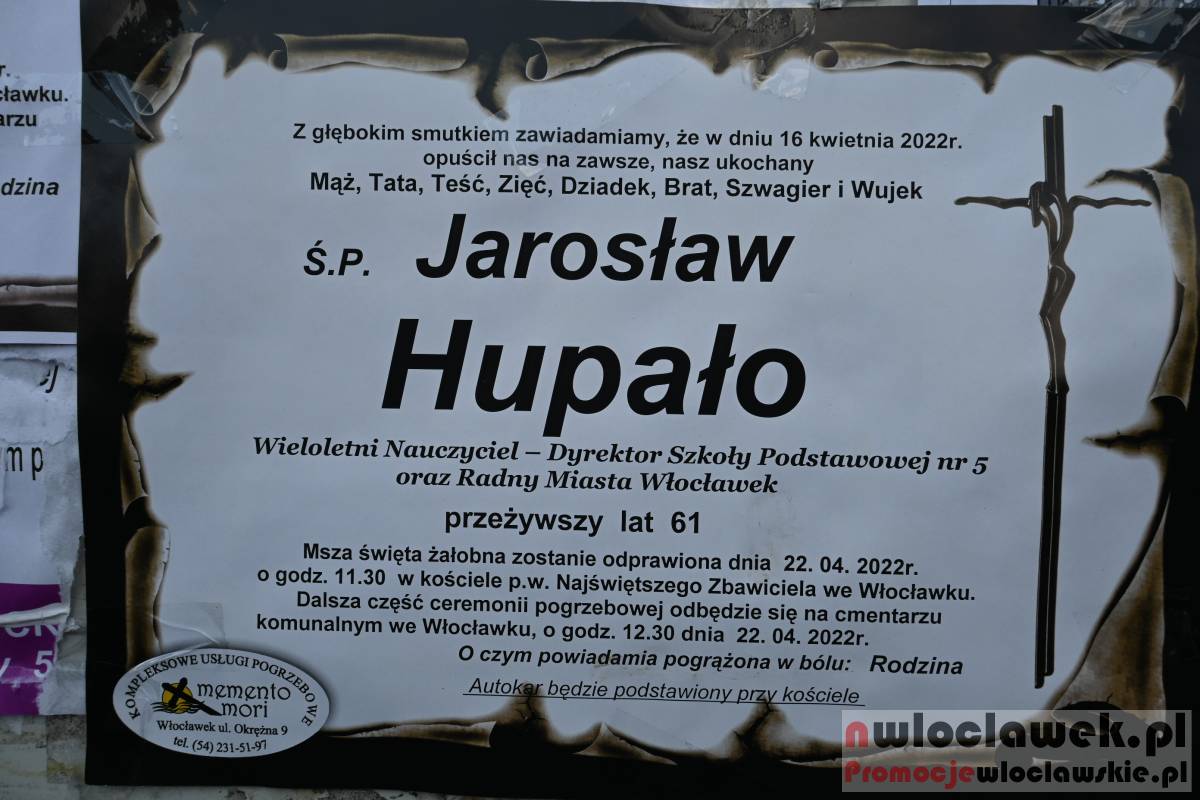 r.
cławku.
arzu
dzina
Z głębokim smutkiem zawiadamiamy, że w dniu 16 kwietnia 2022r.
opuścił nas na zawsze, nasz ukochany
Mąż, Tata, Teść, Zięć, Dziadek, Brat, Szwagier i Wujek
Ś.P. Jarosław
Hupało
Wieloletni Nauczyciel – Dyrektor Szkoły Podstawowej nr 5
oraz Radny Miasta Włocławek
przeżywszy lat 61
Msza święta żałobna zostanie odprawiona dnia 22. 04. 2022r.
o godz. 11.30 w kościele p.w. Najświętszego Zbawiciela we Włocławku.
Dalsza część ceremonii pogrzebowej odbędzie się na cmentarzu
komunalnym we Włocławku, o godz. 12.30 dnia 22. 04. 2022r.
O czym powiadamia pogrążona w bólu: Rodzina
Autokar będzie podstawiony przy kościele
KOMPLEKSOWE USŁUGI POGRZEBOWE
memento
mori
Włocławek ul. Okrężna 9
tel. (54) 231-51-97
nwloclawek.pl
Promocjewloclawskie.pl